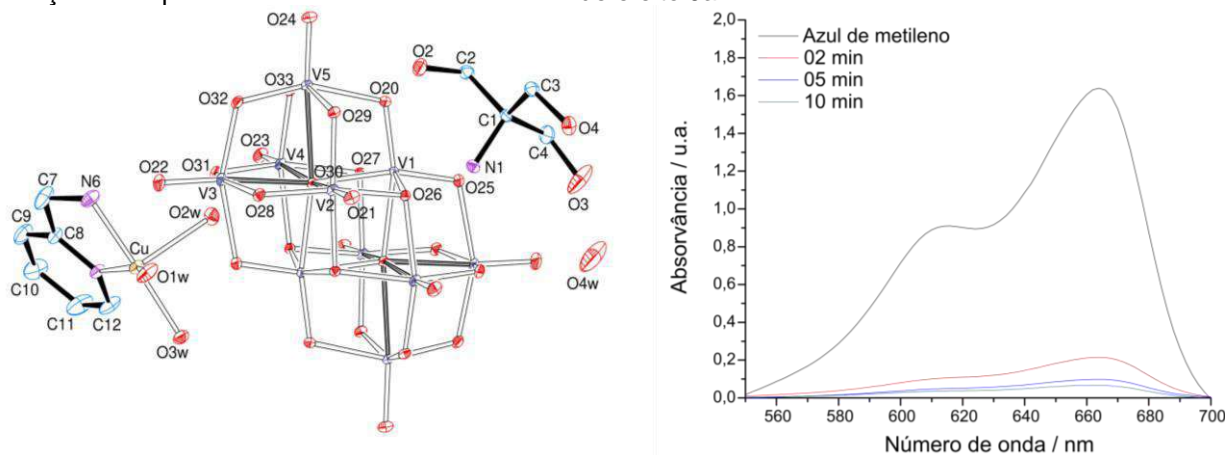 O24
O2
C2
V5
O33
O20
C3
O32
O29
C1
O4
C4
O23
V4
O27
N1
O22
O31
O30
V1
O25
O3
C7
N6
V3
O28
V2
O21
O26
O2w
C9
C8
Cu
O1w
O4w
C10
C11
C12
O3w
Absorvância / u.a.
2,0
1,8
1,6
1,4
1,2
1,0
0,8
0,6
0,4
0,2
0,0
Azul de metileno
02 min
05 min
10 min
560 580 600 620 640 660 680 700
Número de onda / nm